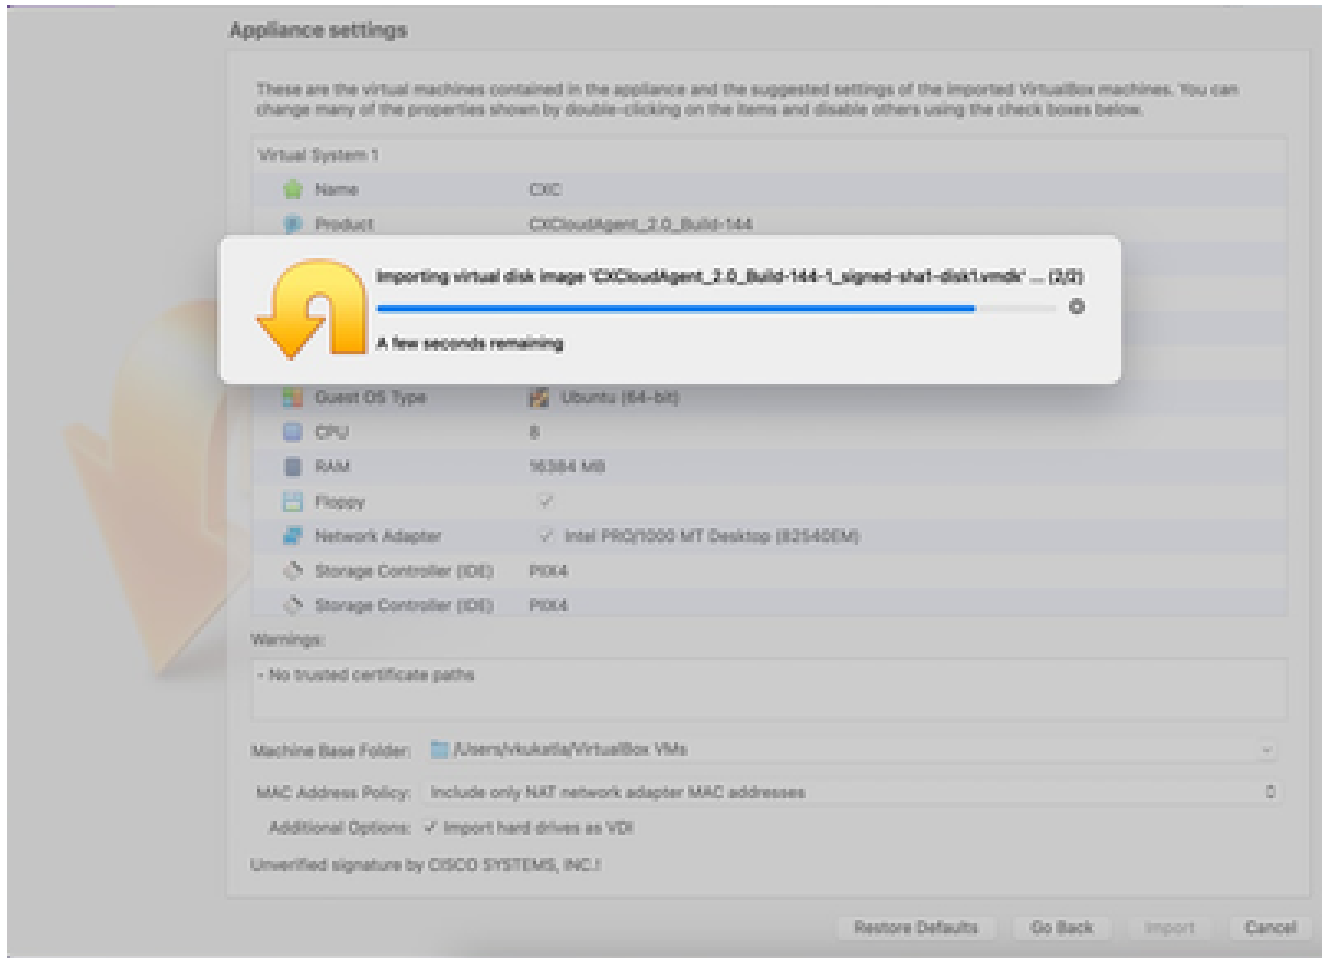 Appliance settings
These are the virtual machines contained in the appliance and the suggested settings of the imported VirtualBox machines. You can
change many of the properties shown by double-clicking on the items and disable others using the check boxes below.
Virtual System 1
Name CXC
Product CXCloudAgent_2.0_Build-144
Importing virtual disk image 'CXCloudAgent_2.0_Build-144-1_signed-sha1-disk1.vmdk' ... (2/2)
A few seconds remaining
Guest OS Type Ubuntu (64-bit)
CPU 8
RAM 16384 MB
Floppy
Network Adapter Intel PRO/1000 MT Desktop (82540EM)
Storage Controller (IDE) PIIX4
Storage Controller (IDE) PIIX4
Warnings:
- No trusted certificate paths
Machine Base Folder: /Users/vkukatla/VirtualBox VMs
MAC Address Policy: Include only NAT network adapter MAC addresses
Additional Options: Import hard drives as VDI
Unverified signature by CISCO SYSTEMS, INC.!
Restore Defaults Go Back Import Cancel